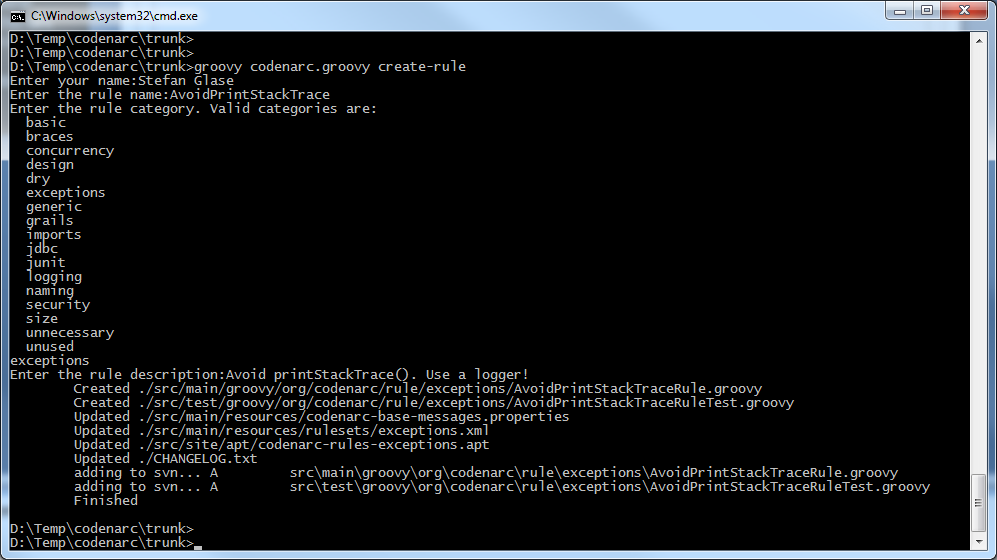 C:\Windows\system32\cmd.exe
D:\Temp\codenarc\trunk>
D:\Temp\codenarc\trunk>
D:\Temp\codenarc\trunk>groovy codenarc.groovy create-rule
Enter your name:Stefan Glase
Enter the rule name:AvoidPrintStackTrace
Enter the rule category. Valid categories are:
  basic
  braces
  concurrency
  design
  dry
  exceptions
  generic
  grails
  imports
  jdbc
  junit
  logging
  naming
  security
  size
  unnecessary
  unused
exceptions
Enter the rule description:Avoid printStackTrace(). Use a logger!
        Created ./src/main/groovy/org/codenarc/rule/exceptions/AvoidPrintStackTraceRule.groovy
        Created ./src/test/groovy/org/codenarc/rule/exceptions/AvoidPrintStackTraceRuleTest.groovy
        Updated ./src/main/resources/codenarc-base-messages.properties
        Updated ./src/main/resources/rulesets/exceptions.xml
        Updated ./src/site/apt/codenarc-rules-exceptions.apt
        Updated ./CHANGELOG.txt
        adding to svn... A         src\main\groovy\org\codenarc\rule\exceptions\AvoidPrintStackTraceRule.groovy
        adding to svn... A         src\test\groovy\org\codenarc\rule\exceptions\AvoidPrintStackTraceRuleTest.groovy
        Finished
D:\Temp\codenarc\trunk>
D:\Temp\codenarc\trunk>